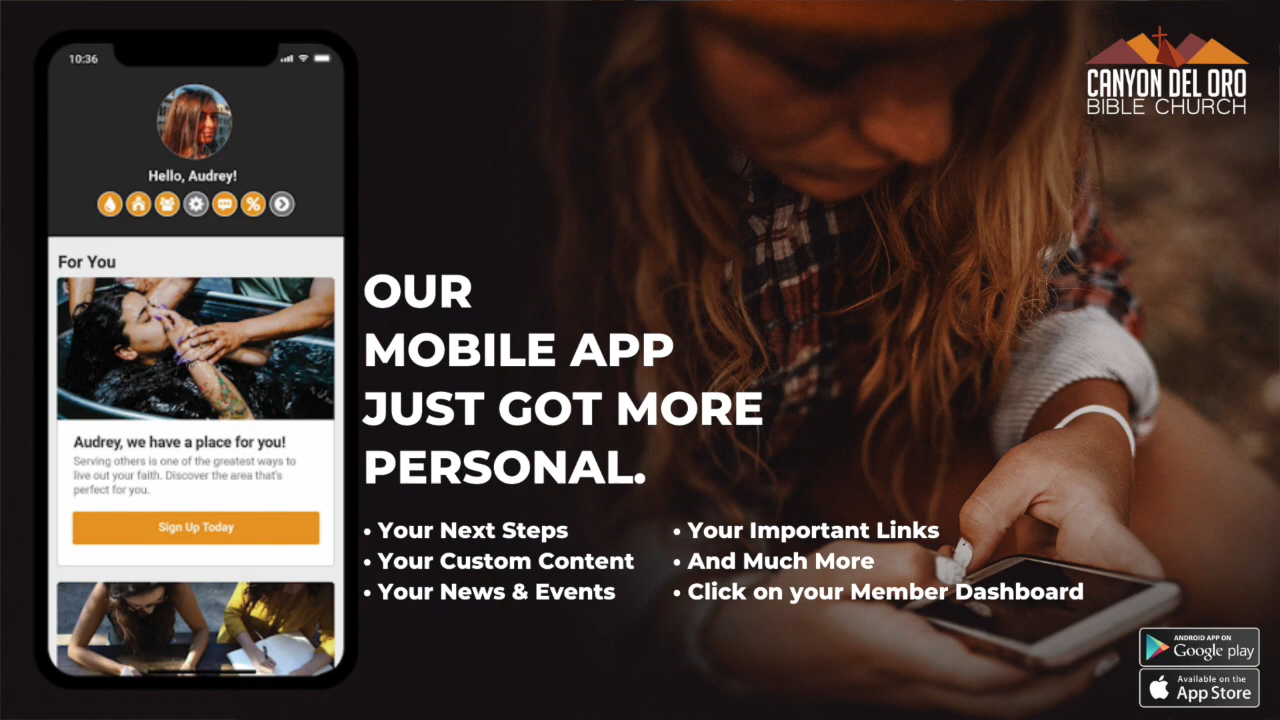 10:36
Hello, Audrey!
For You
Audrey, we have a place for you!
Serving others is one of the greatest ways to
live out your faith. Discover the area that's
perfect for you.
Sign Up Today
CANYON DEL ORO
BIBLE CHURCH
OUR
MOBILE APP
JUST GOT MORE
PERSONAL.
• Your Next Steps
• Your Custom Content
• Your News & Events
• Your Important Links
• And Much More
• Click on your Member Dashboard
ANDROID APP ON
Google play
Available on the
App Store